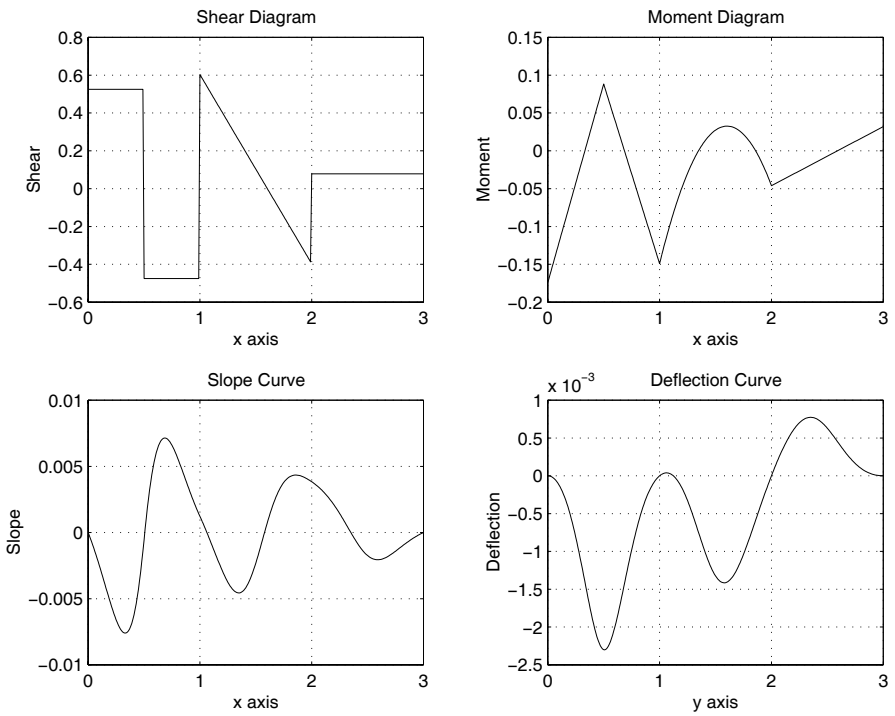 Shear Diagram
0.8
0.6
0.4
0.2
0
−0.2
−0.4
−0.6
Shear
0 1 2 3
x axis
Moment Diagram
0.15
0.1
0.05
0
−0.05
−0.1
−0.15
−0.2
Moment
0 1 2 3
x axis
Slope Curve
0.01
0.005
0
−0.005
−0.01
Slope
0 1 2 3
x axis
Deflection Curve
x 10−3
1
0.5
0
−0.5
−1
−1.5
−2
−2.5
Deflection
0 1 2 3
y axis